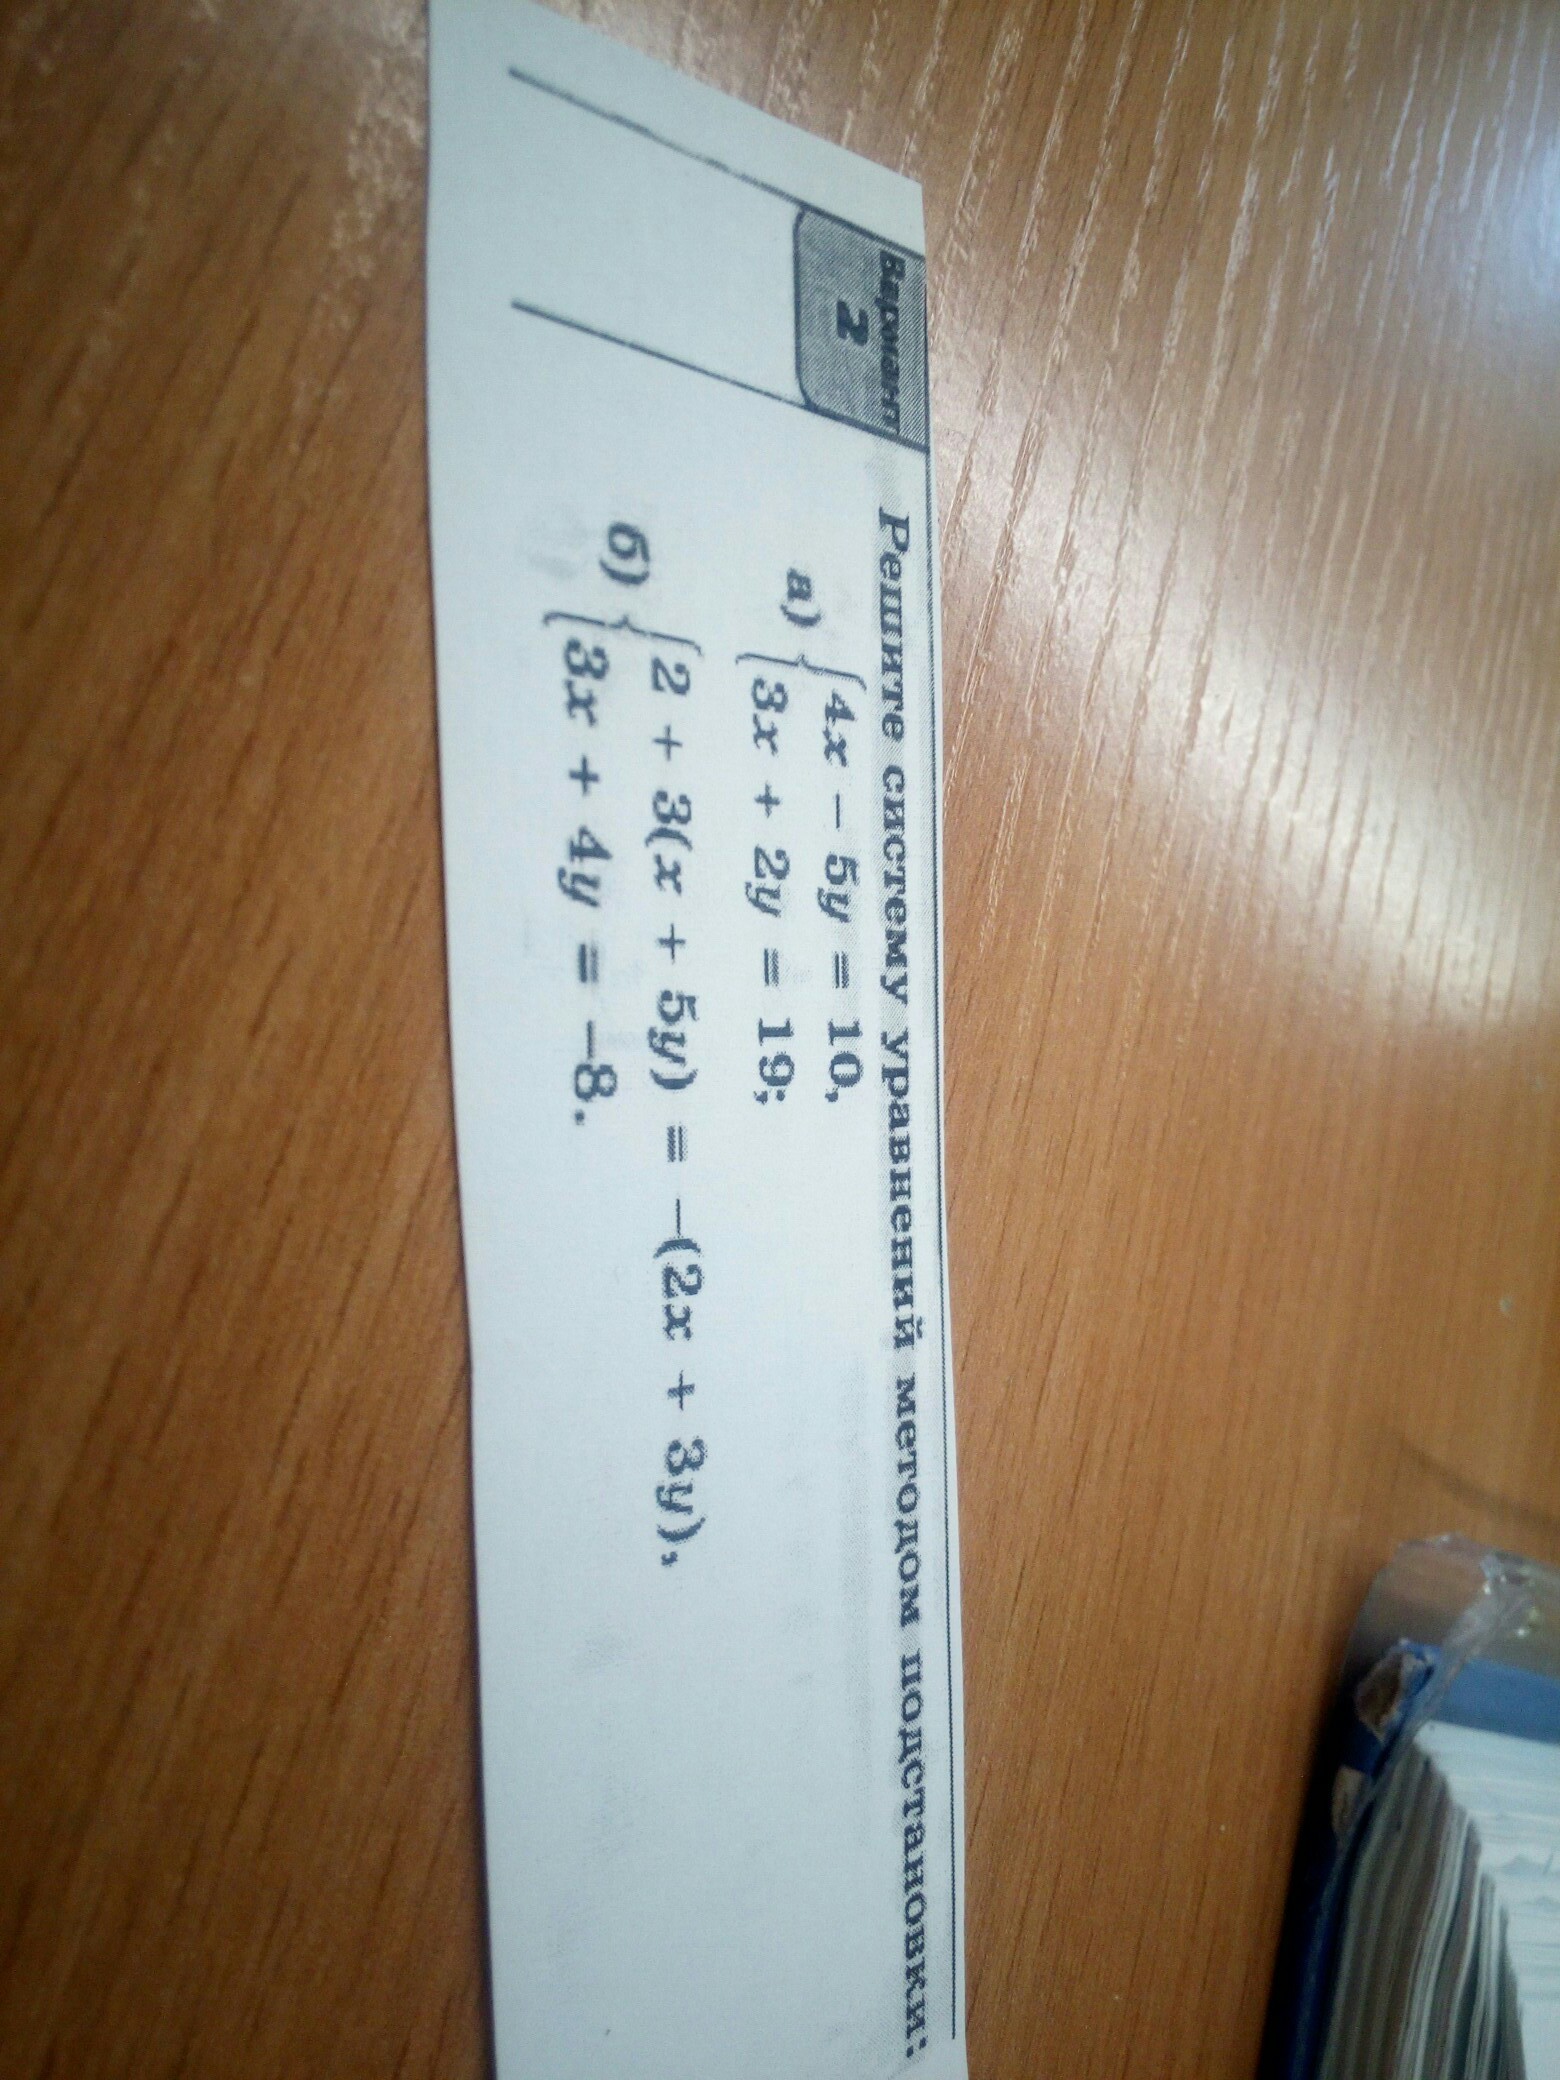 Вариант
2
Решите систему уравнений методом подстановки:
а) { 4x − 5y = 10,
3x + 2y = 19;
б) { 2 + 3(x + 5y) = −(2x + 3y),
3x + 4y = −8.